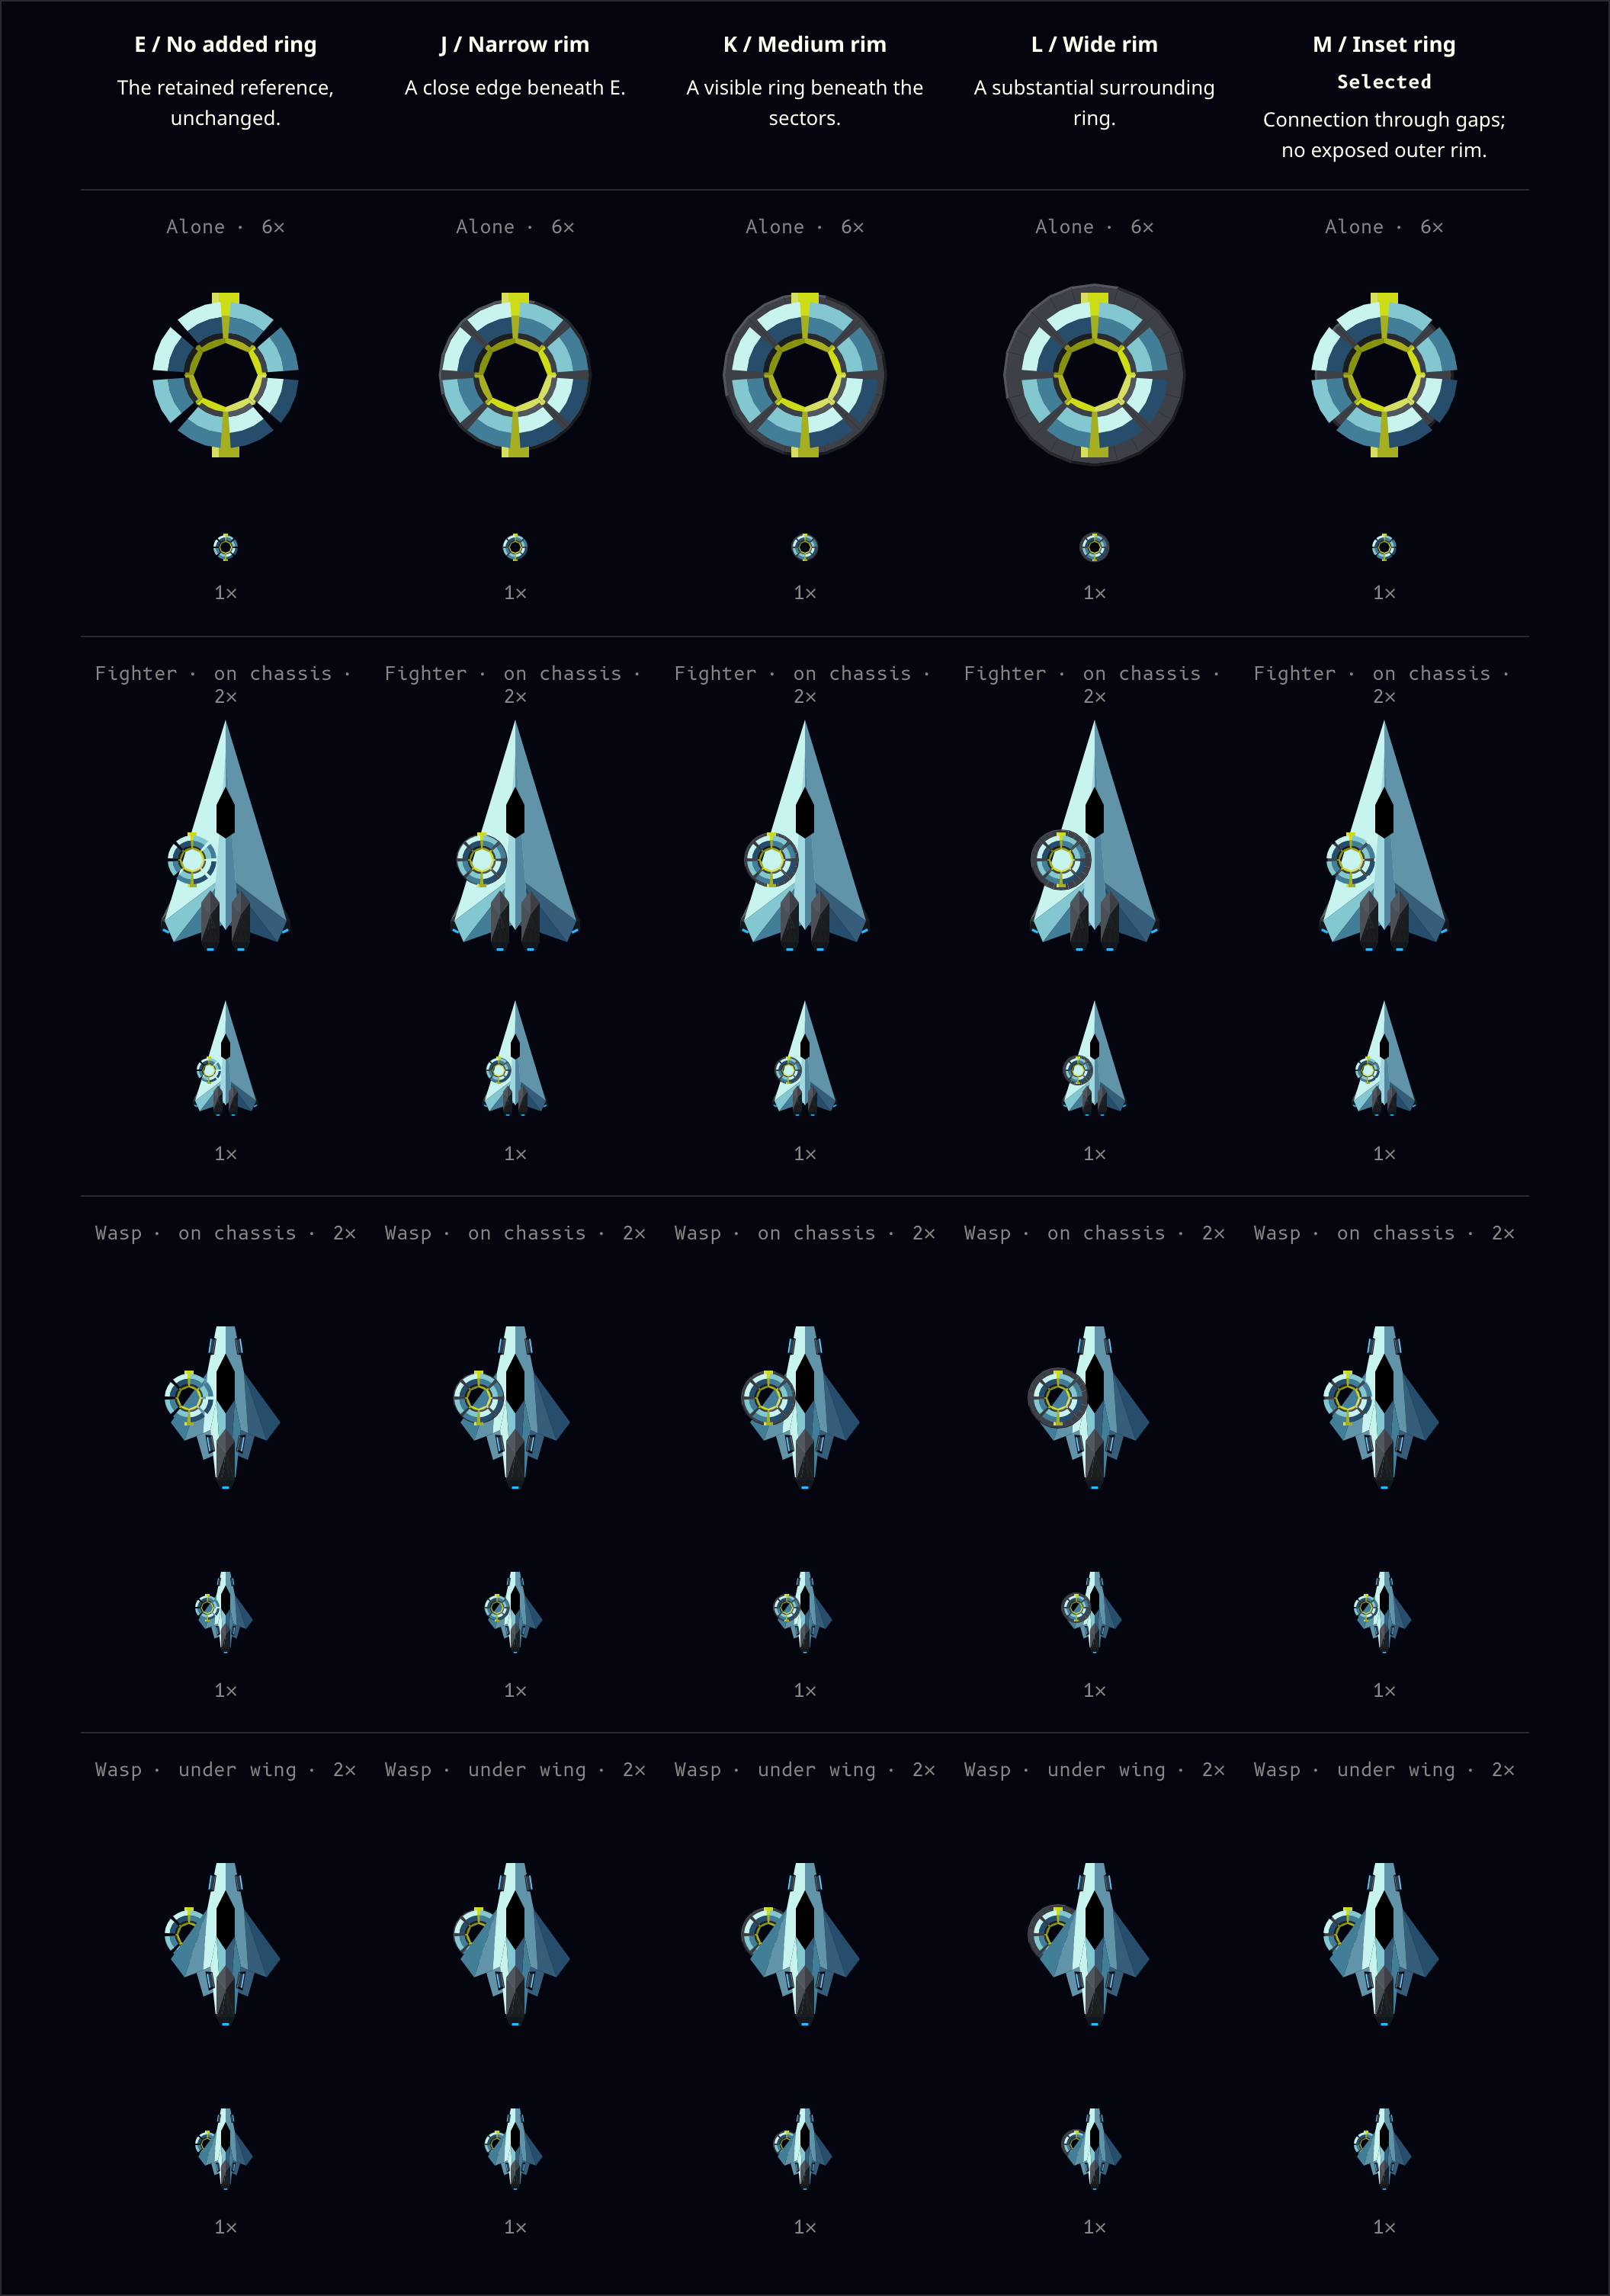 E / No added ring
The retained reference,
unchanged.
J / Narrow rim
A close edge beneath E.
K / Medium rim
A visible ring beneath the
sectors.
L / Wide rim
A substantial surrounding
ring.
M / Inset ring
Selected
Connection through gaps;
no exposed outer rim.
Alone · 6×
Alone · 6×
Alone · 6×
Alone · 6×
Alone · 6×
1×
1×
1×
1×
1×
Fighter · on chassis ·
2×
Fighter · on chassis ·
2×
Fighter · on chassis ·
2×
Fighter · on chassis ·
2×
Fighter · on chassis ·
2×
1×
1×
1×
1×
1×
Wasp · on chassis · 2×
Wasp · on chassis · 2×
Wasp · on chassis · 2×
Wasp · on chassis · 2×
Wasp · on chassis · 2×
1×
1×
1×
1×
1×
Wasp · under wing · 2×
Wasp · under wing · 2×
Wasp · under wing · 2×
Wasp · under wing · 2×
Wasp · under wing · 2×
1×
1×
1×
1×
1×